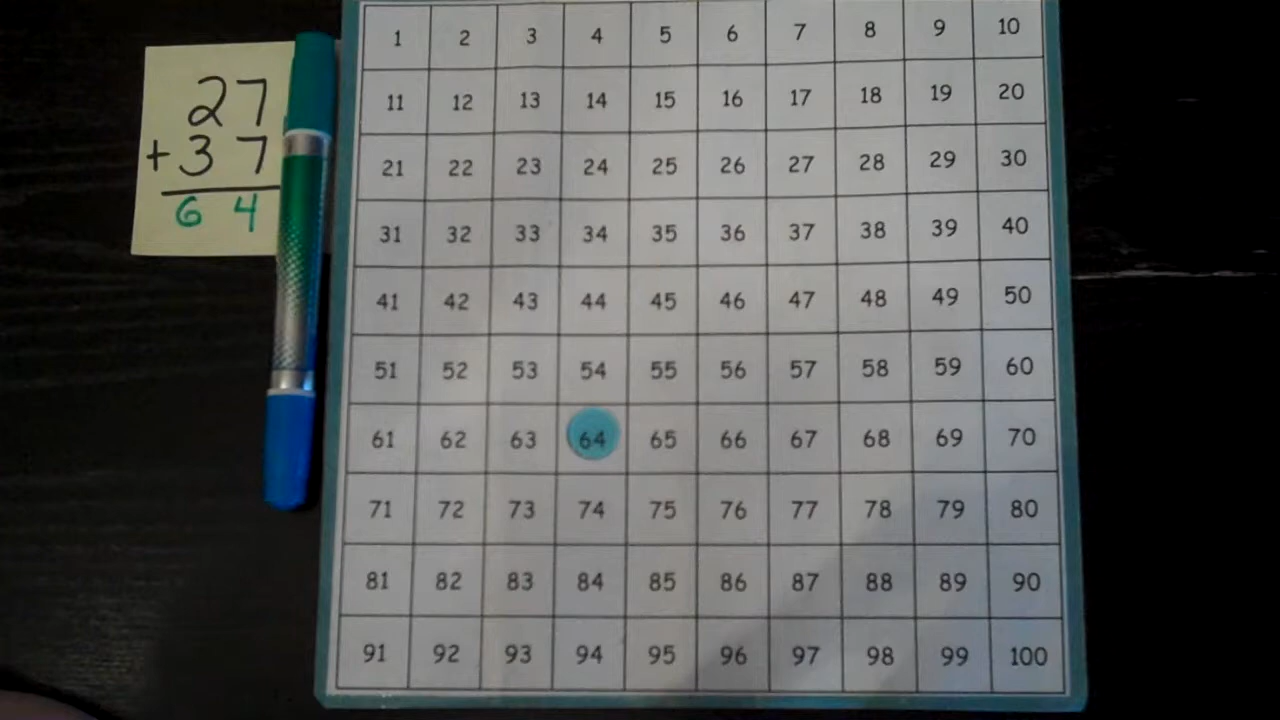 27
+ 37
64
1 2 3 4 5 6 7 8 9 10
11 12 13 14 15 16 17 18 19 20
21 22 23 24 25 26 27 28 29 30
31 32 33 34 35 36 37 38 39 40
41 42 43 44 45 46 47 48 49 50
51 52 53 54 55 56 57 58 59 60
61 62 63 64 65 66 67 68 69 70
71 72 73 74 75 76 77 78 79 80
81 82 83 84 85 86 87 88 89 90
91 92 93 94 95 96 97 98 99 100